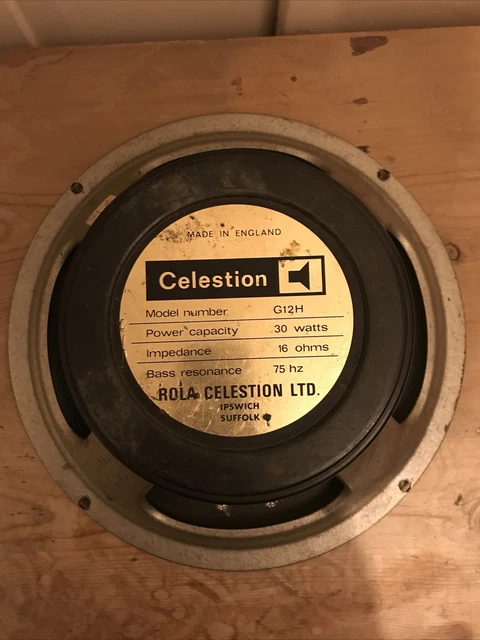 MADE IN ENGLAND
Celestion
Model number G12H
Power capacity 30 watts
Impedance 16 ohms
Bass resonance 75 hz
ROLA CELESTION LTD.
IPSWICH
SUFFOLK